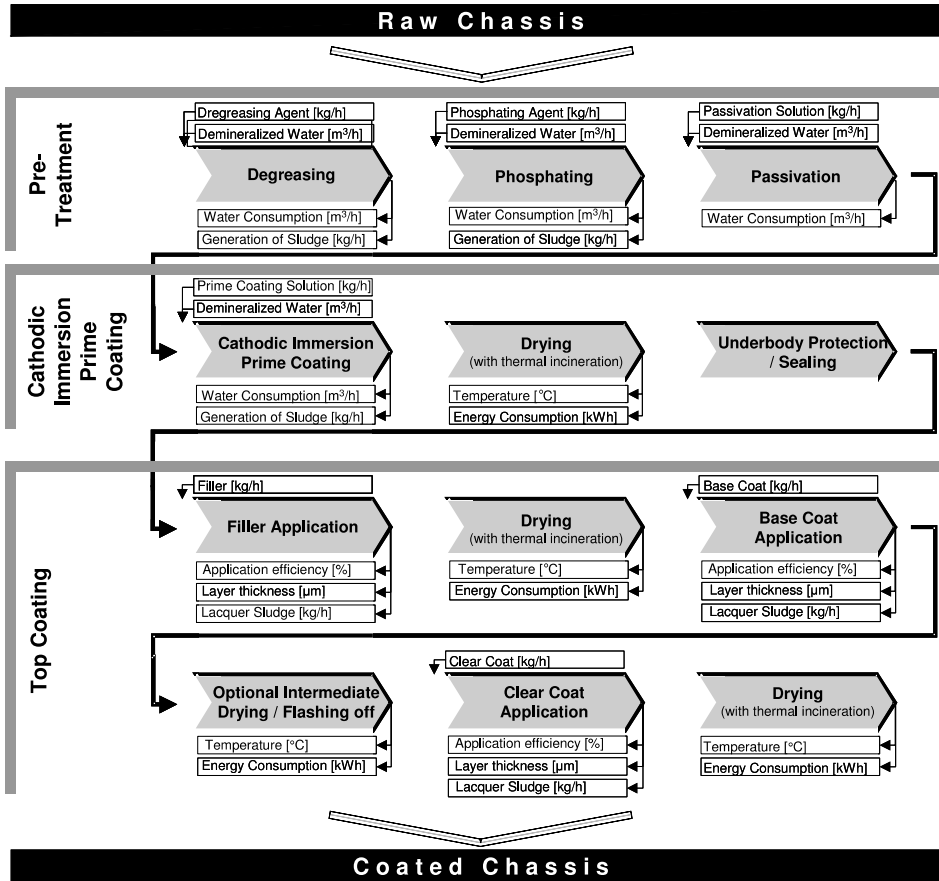 Raw Chassis
Pre-
Treatment
Dregreasing Agent [kg/h]
Demineralized Water [m³/h]
Degreasing
Water Consumption [m³/h]
Generation of Sludge [kg/h]
Phosphating Agent [kg/h]
Demineralized Water [m³/h]
Phosphating
Water Consumption [m³/h]
Generation of Sludge [kg/h]
Passivation Solution [kg/h]
Demineralized Water [m³/h]
Passivation
Water Consumption [m³/h]
Cathodic
Immersion
Prime
Coating
Prime Coating Solution [kg/h]
Demineralized Water [m³/h]
Cathodic Immersion
Prime Coating
Water Consumption [m³/h]
Generation of Sludge [kg/h]
Drying
(with thermal incineration)
Temperature [°C]
Energy Consumption [kWh]
Underbody Protection
/ Sealing
Top Coating
Filler [kg/h]
Filler Application
Application efficiency [%]
Layer thickness [µm]
Lacquer Sludge [kg/h]
Drying
(with thermal incineration)
Temperature [°C]
Energy Consumption [kWh]
Base Coat [kg/h]
Base Coat
Application
Application efficiency [%]
Layer thickness [µm]
Lacquer Sludge [kg/h]
Optional Intermediate
Drying / Flashing off
Temperature [°C]
Energy Consumption [kWh]
Clear Coat [kg/h]
Clear Coat
Application
Application efficiency [%]
Layer thickness [µm]
Lacquer Sludge [kg/h]
Drying
(with thermal incineration)
Temperature [°C]
Energy Consumption [kWh]
Coated Chassis